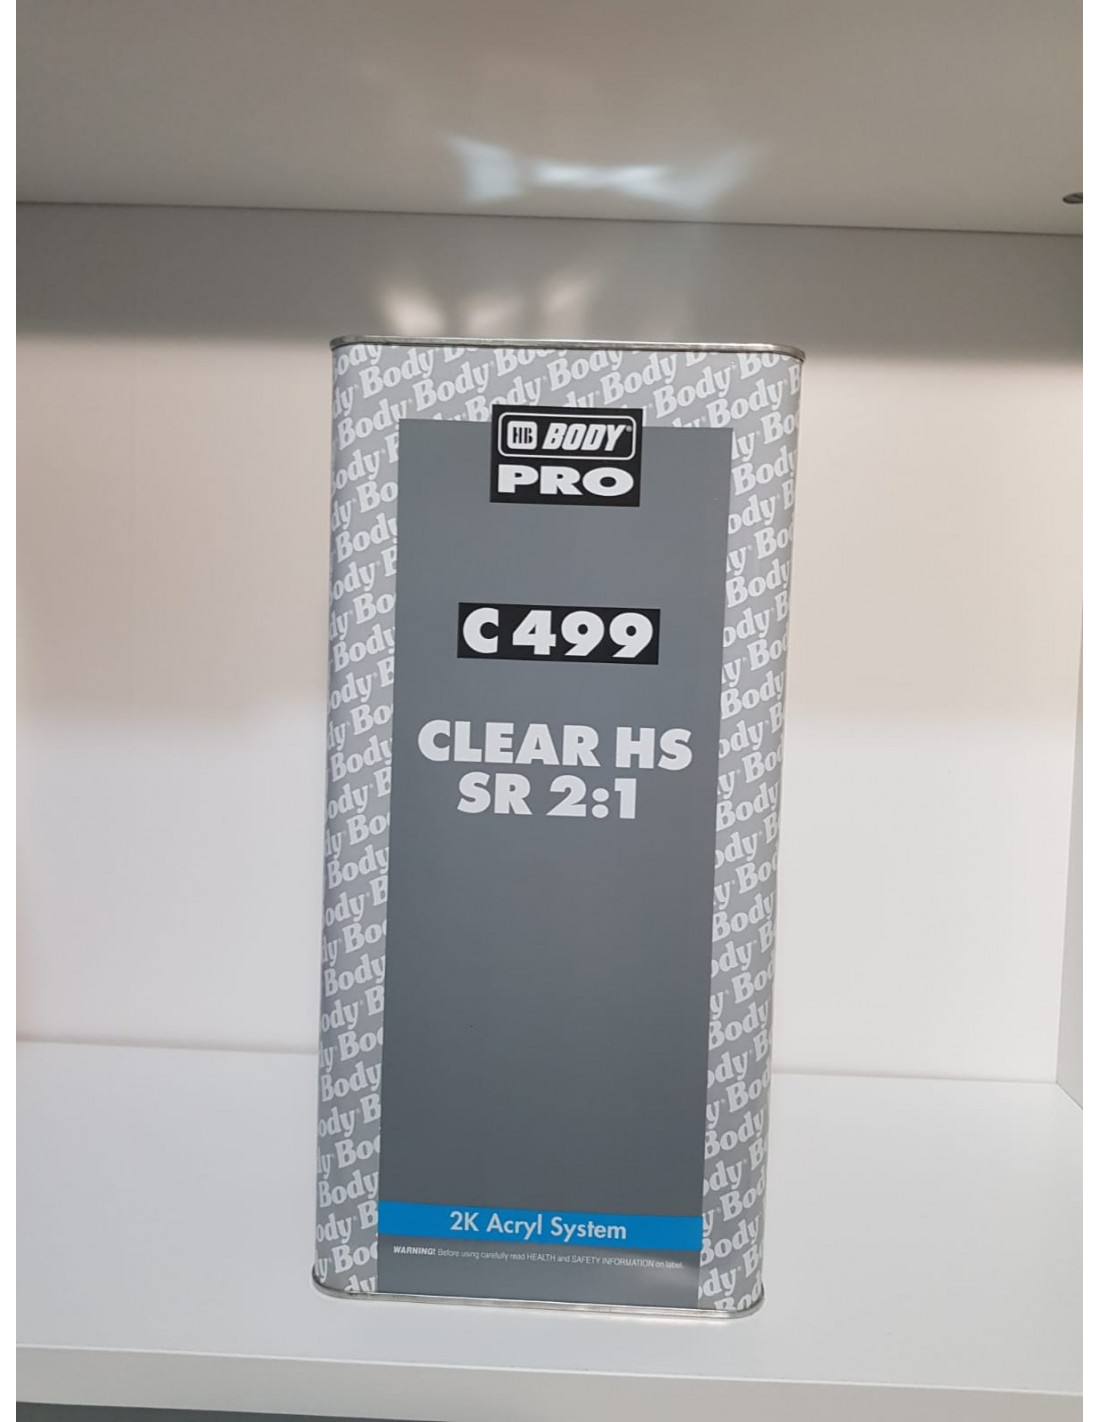 HB BODY®
PRO
C 499
CLEAR HS
SR 2:1
2K Acryl System
WARNING! Before using carefully read HEALTH and SAFETY INFORMATION on label.